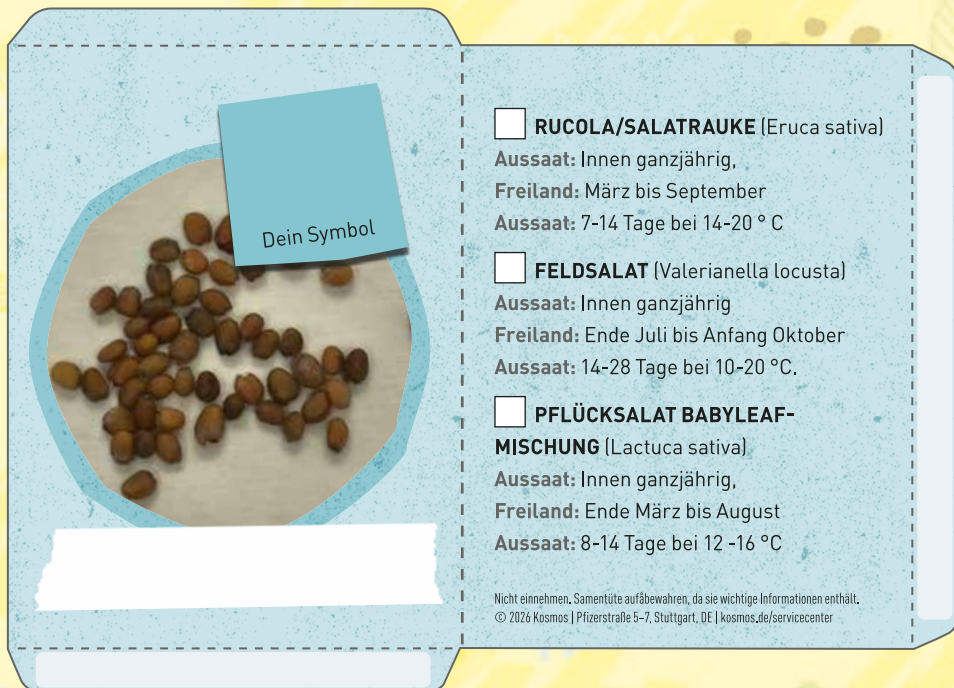 Dein Symbol
RUCOLA/SALATRAUKE (Eruca sativa)
Aussaat: Innen ganzjährig,
Freiland: März bis September
Aussaat: 7-14 Tage bei 14-20 ° C
FELDSALAT (Valerianella locusta)
Aussaat: Innen ganzjährig
Freiland: Ende Juli bis Anfang Oktober
Aussaat: 14-28 Tage bei 10-20 °C.
PFLÜCKSALAT BABYLEAF-
MISCHUNG (Lactuca sativa)
Aussaat: Innen ganzjährig,
Freiland: Ende März bis August
Aussaat: 8-14 Tage bei 12 -16 °C
Nicht einnehmen. Samentüte aufäbewahren, da sie wichtige Informationen enthält.
© 2026 Kosmos | Pfizerstraße 5–7, Stuttgart, DE | kosmos.de/servicecenter